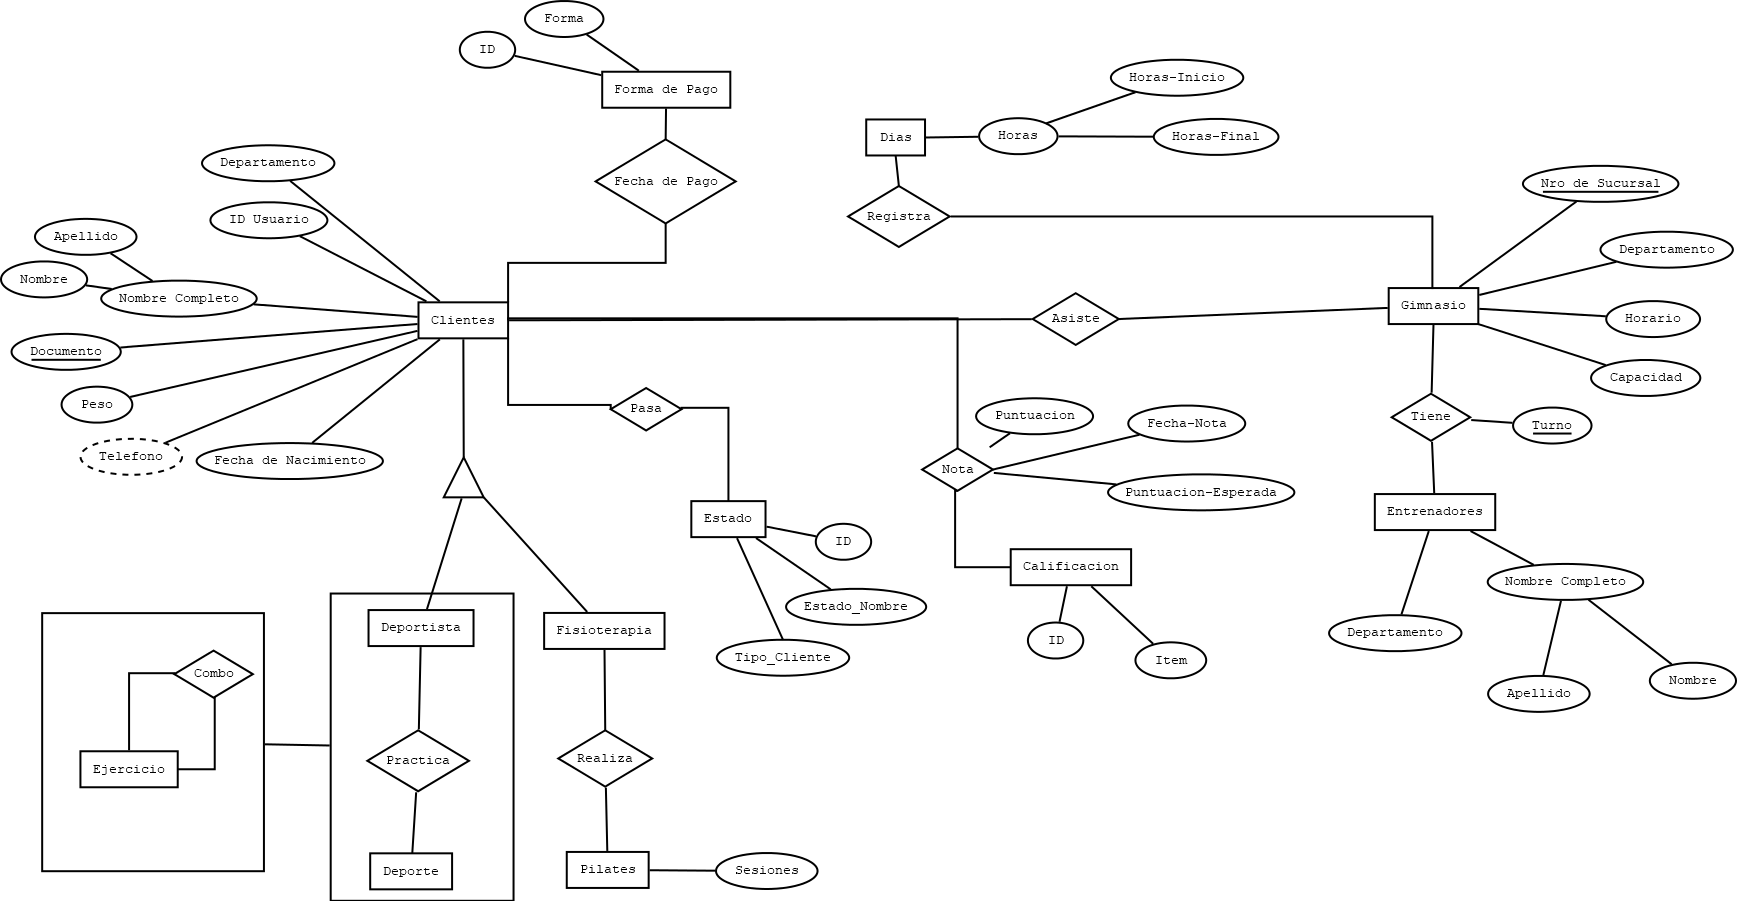 Forma
ID
Forma de Pago
Horas-Inicio
Dias
Horas
Horas-Final
Departamento
Fecha de Pago
Nro de Sucursal
ID Usuario
Registra
Apellido
Departamento
Nombre
Nombre Completo
Clientes
Asiste
Gimnasio
Horario
Documento
Capacidad
Peso
Pasa
Puntuacion
Fecha-Nota
Tiene
Turno
Telefono
Fecha de Nacimiento
Nota
Puntuacion-Esperada
Estado
Entrenadores
ID
Calificacion
Nombre Completo
Estado_Nombre
Deportista
Fisioterapia
ID
Departamento
Tipo_Cliente
Item
Combo
Nombre
Apellido
Practica
Realiza
Ejercicio
Deporte
Pilates
Sesiones